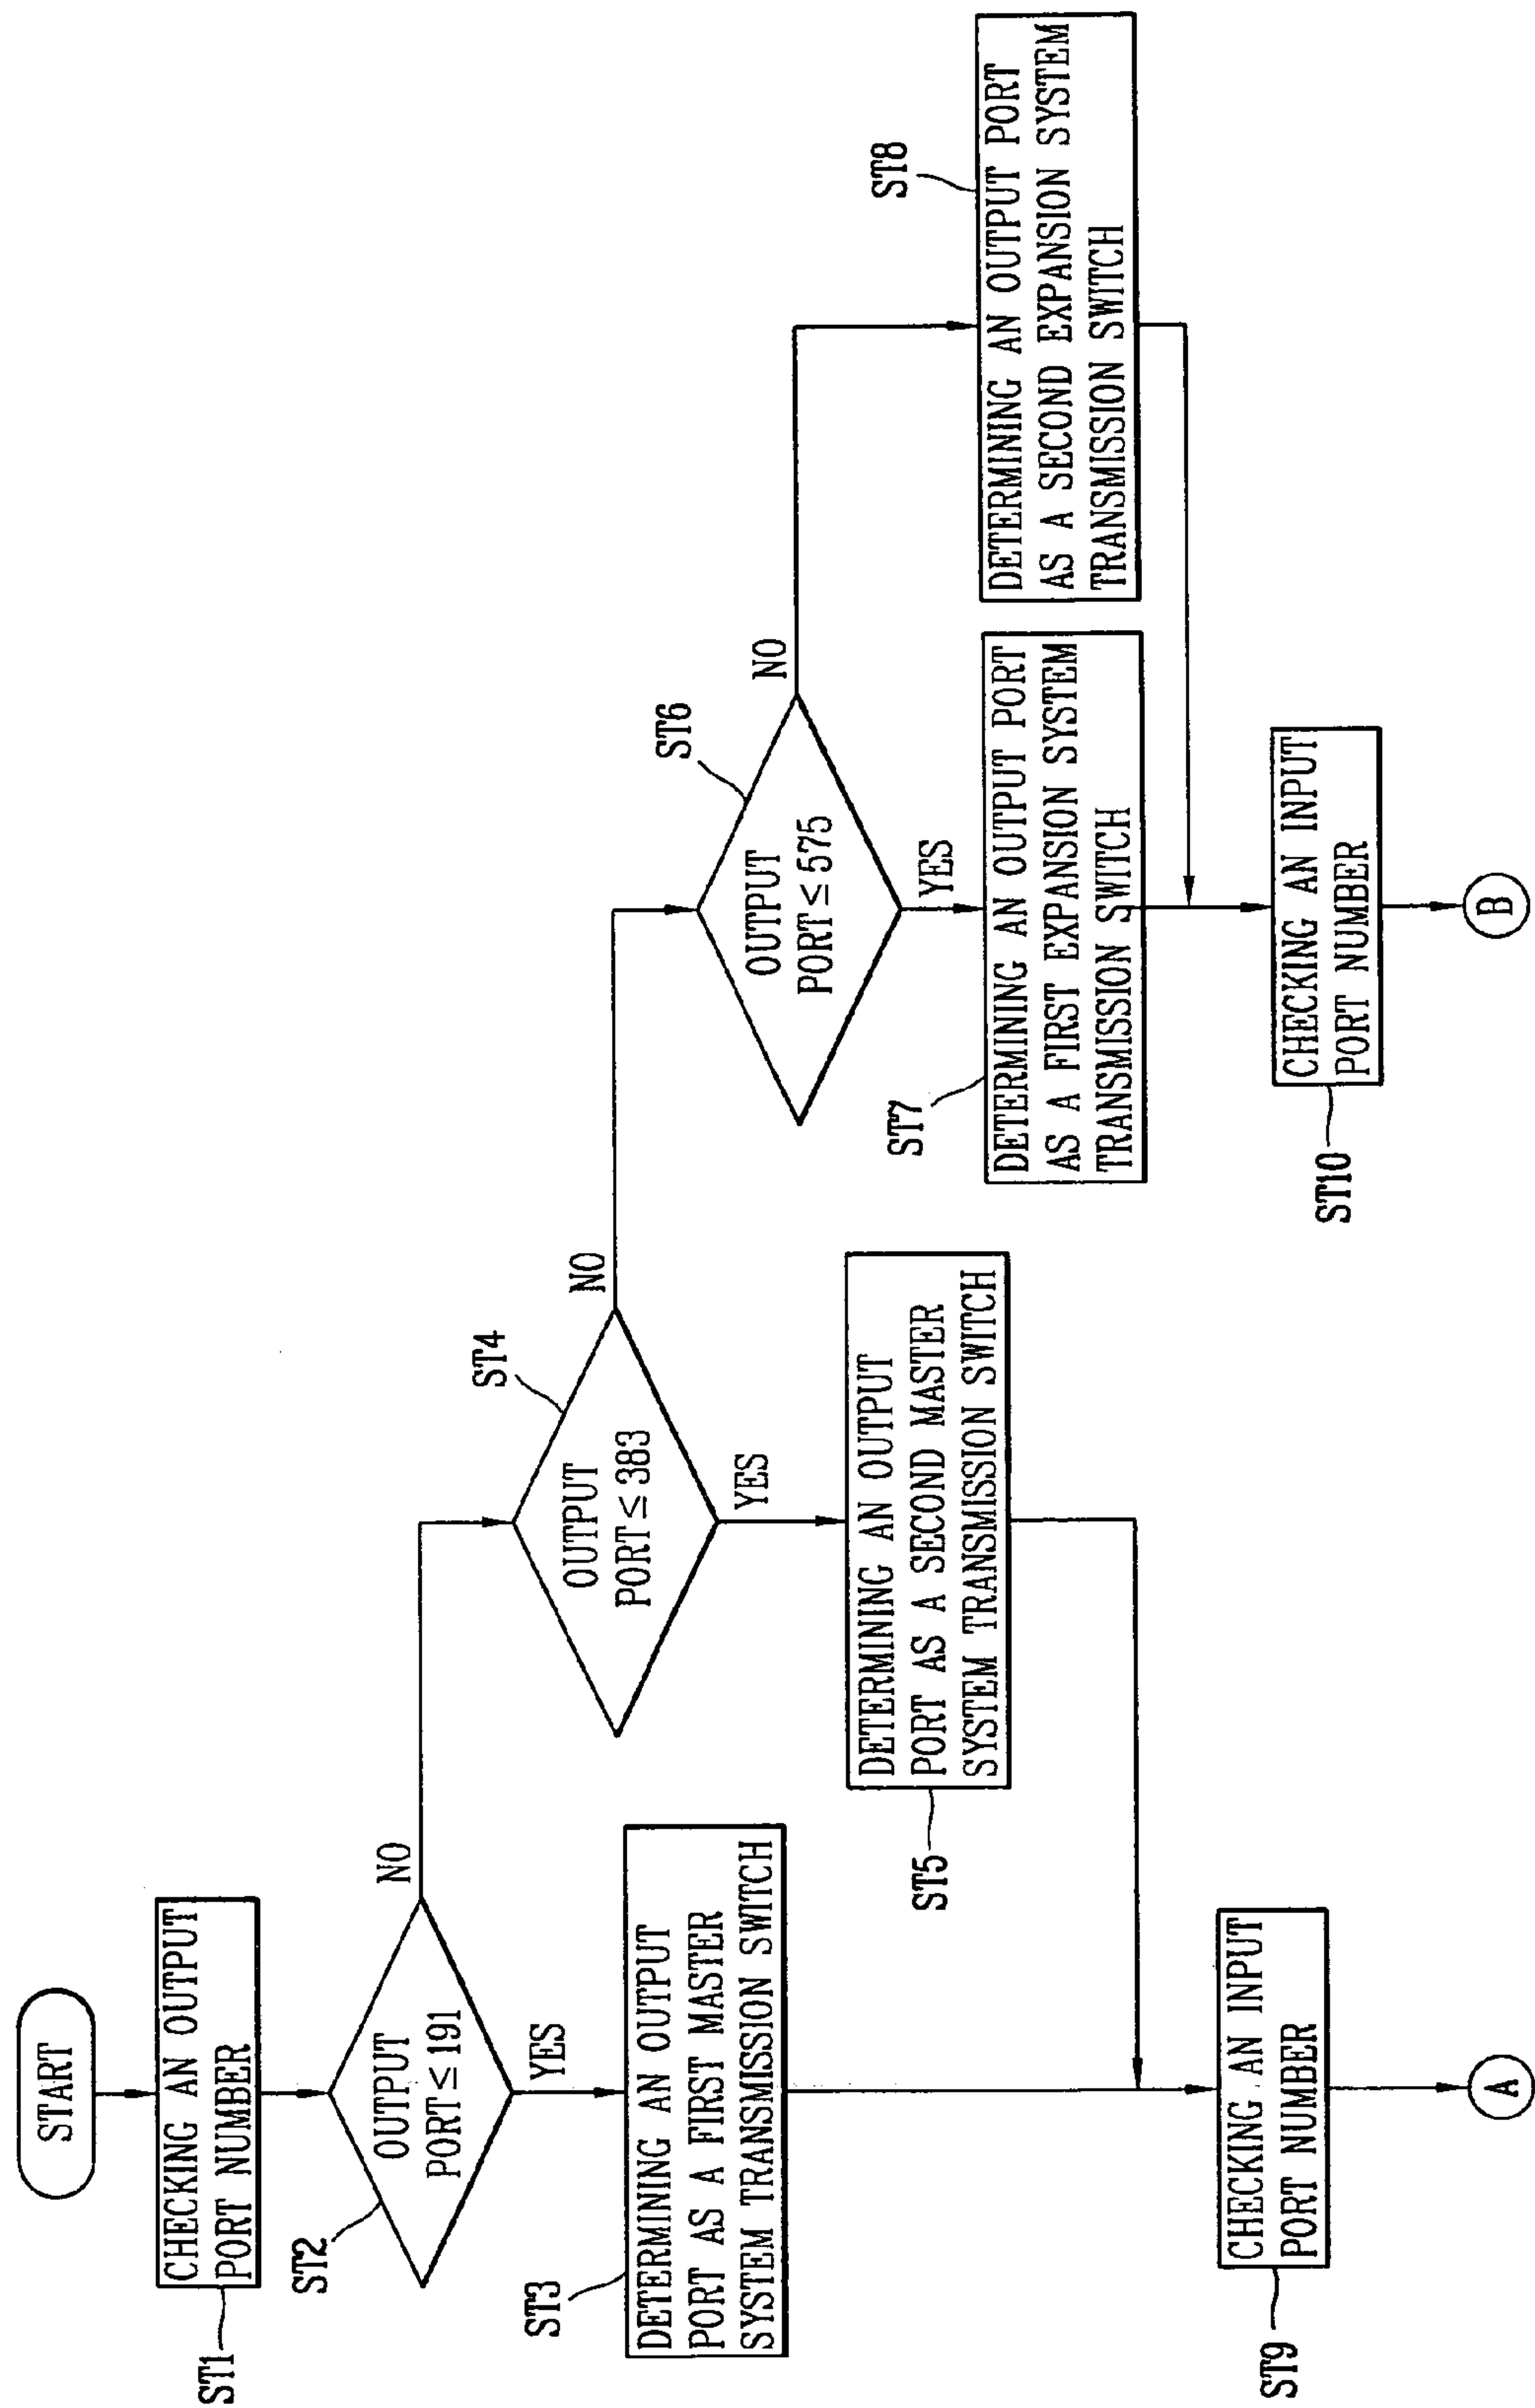 START
ST1
CHECKING AN OUTPUT
PORT NUMBER
ST2
OUTPUT
PORT ≤ 191
NO
YES
ST3
DETERMINING AN OUTPUT
PORT AS A FIRST MASTER
SYSTEM TRANSMISSION SWITCH
ST4
OUTPUT
PORT ≤ 383
NO
YES
ST5
DETERMINING AN OUTPUT
PORT AS A SECOND MASTER
SYSTEM TRANSMISSION SWITCH
ST6
OUTPUT
PORT ≤ 575
NO
YES
ST7
DETERMINING AN OUTPUT PORT
AS A FIRST EXPANSION SYSTEM
TRANSMISSION SWITCH
ST8
DETERMINING AN OUTPUT PORT
AS A SECOND EXPANSION SYSTEM
TRANSMISSION SWITCH
ST9
CHECKING AN INPUT
PORT NUMBER
A
ST10
CHECKING AN INPUT
PORT NUMBER
B